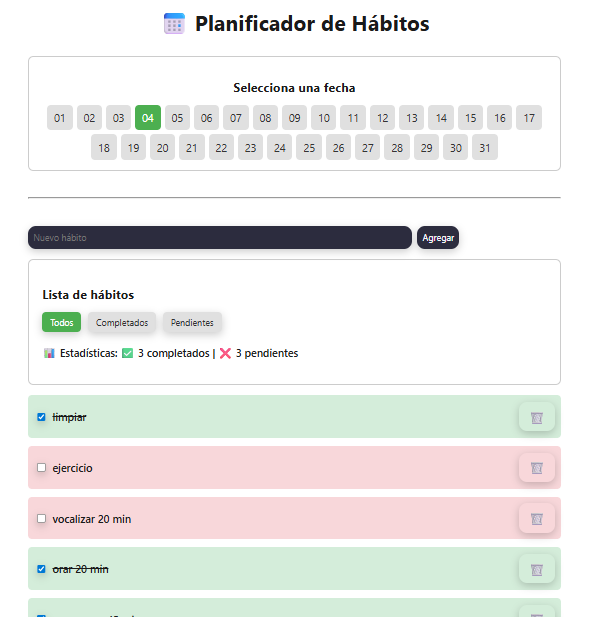 Planificador de Hábitos
Selecciona una fecha
01 02 03 04 05 06 07 08 09 10 11 12 13 14 15 16 17
18 19 20 21 22 23 24 25 26 27 28 29 30 31
Nuevo hábito Agregar
Lista de hábitos
Todos Completados Pendientes
Estadísticas: ✅ 3 completados | ❌ 3 pendientes
limpiar
ejercicio
vocalizar 20 min
orar 20 min